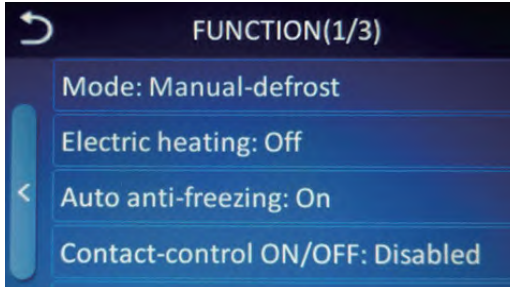 FUNCTION(1/3)
Mode: Manual-defrost
Electric heating: Off
Auto anti-freezing: On
Contact-control ON/OFF: Disabled